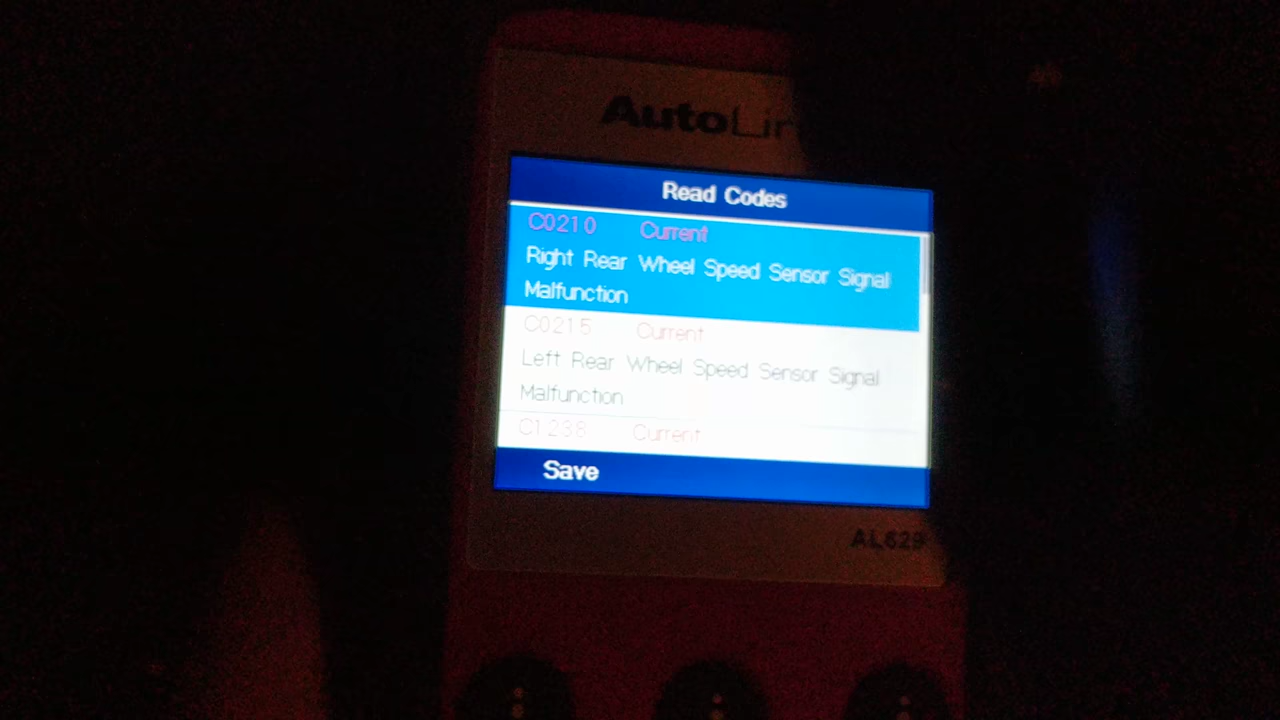 AutoLin
Read Codes
C0210 Current
Right Rear Wheel Speed Sensor Signal
Malfunction
C0215 Current
Left Rear Wheel Speed Sensor Signal
Malfunction
C1238 Current
Save
AL629